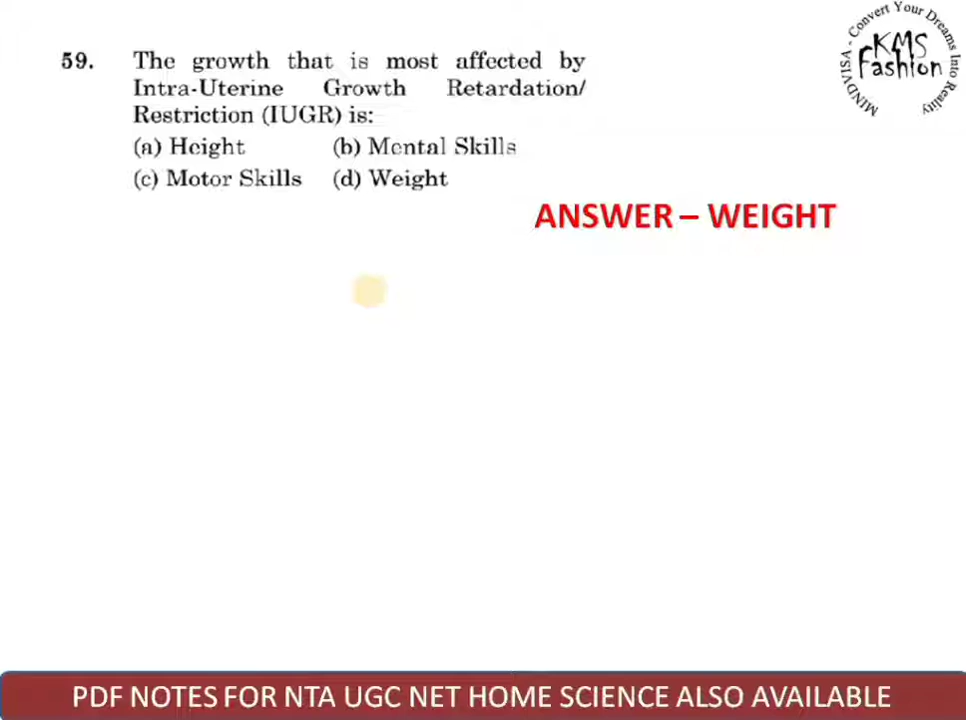 59. The growth that is most affected by
Intra-Uterine Growth Retardation/
Restriction (IUGR) is:
(a) Height (b) Mental Skills
(c) Motor Skills (d) Weight
ANSWER – WEIGHT
MINDVISA - Convert Your Dreams Into Reality
KMS
Fashion
PDF NOTES FOR NTA UGC NET HOME SCIENCE ALSO AVAILABLE